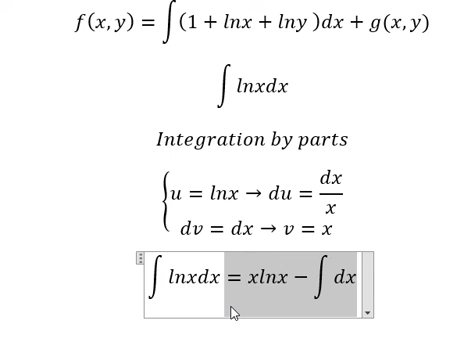 f(x, y) = ∫(1 + lnx + lny )dx + g(x, y)
∫ lnxdx
Integration by parts
{u = lnx → du = dx/x
dv = dx → v = x
∫ lnxdx = xlnx − ∫ dx